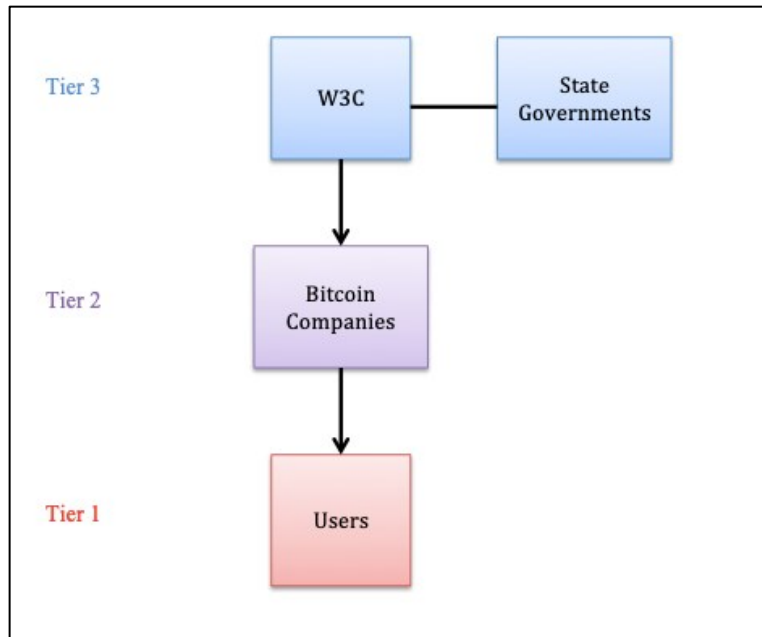 Tier 3
W3C
State
Governments
Tier 2
Bitcoin
Companies
Tier 1
Users